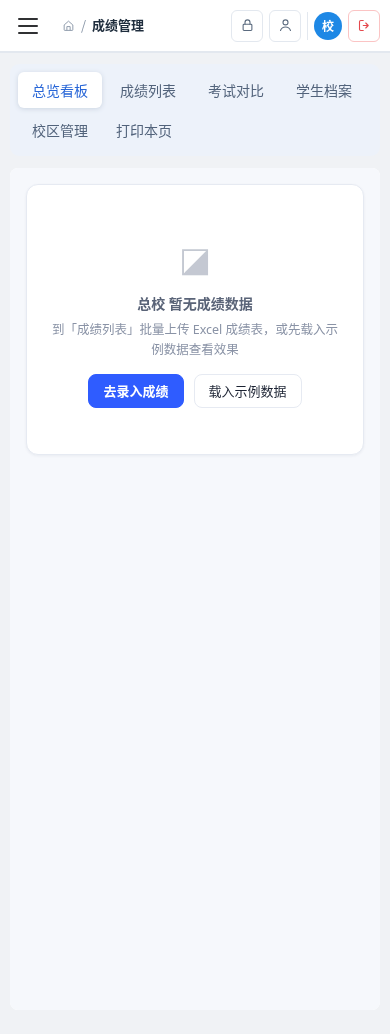 / 成绩管理
校
总览看板 成绩列表 考试对比 学生档案
校区管理 打印本页
总校 暂无成绩数据
到「成绩列表」批量上传 Excel 成绩表，或先载入示
例数据查看效果
去录入成绩 载入示例数据